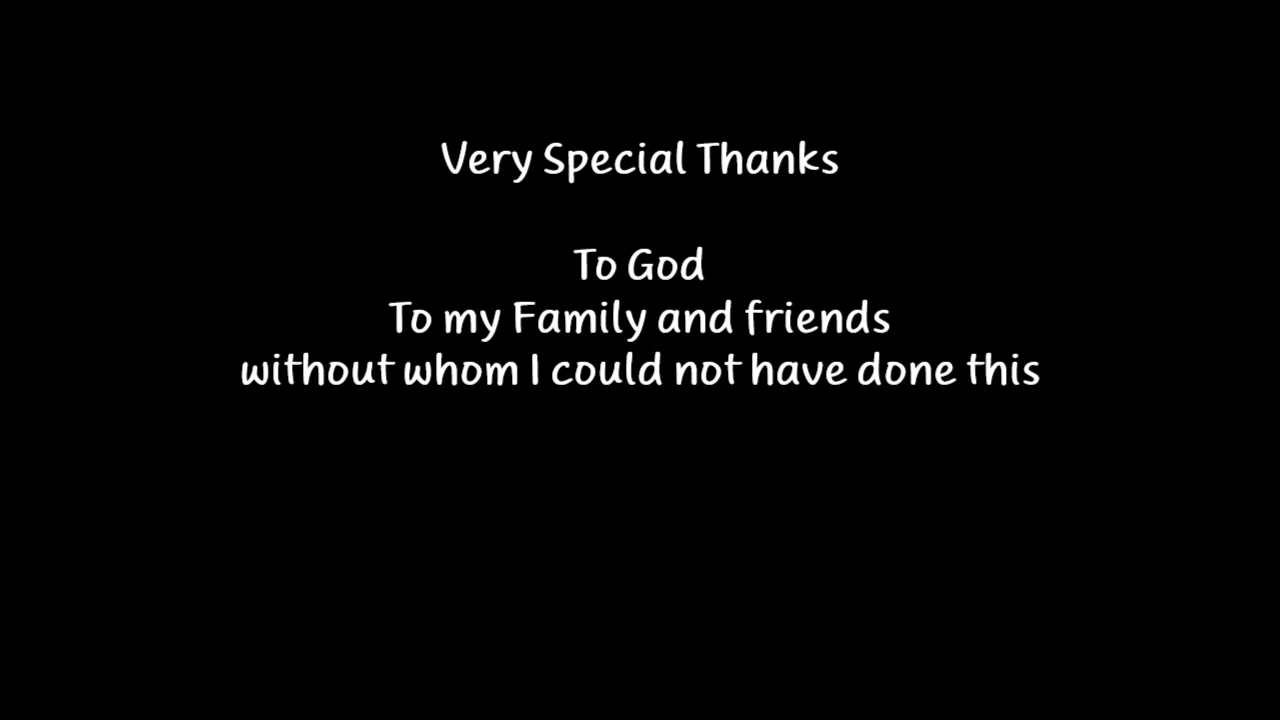 Very Special Thanks
To God
To my Family and friends
without whom I could not have done this